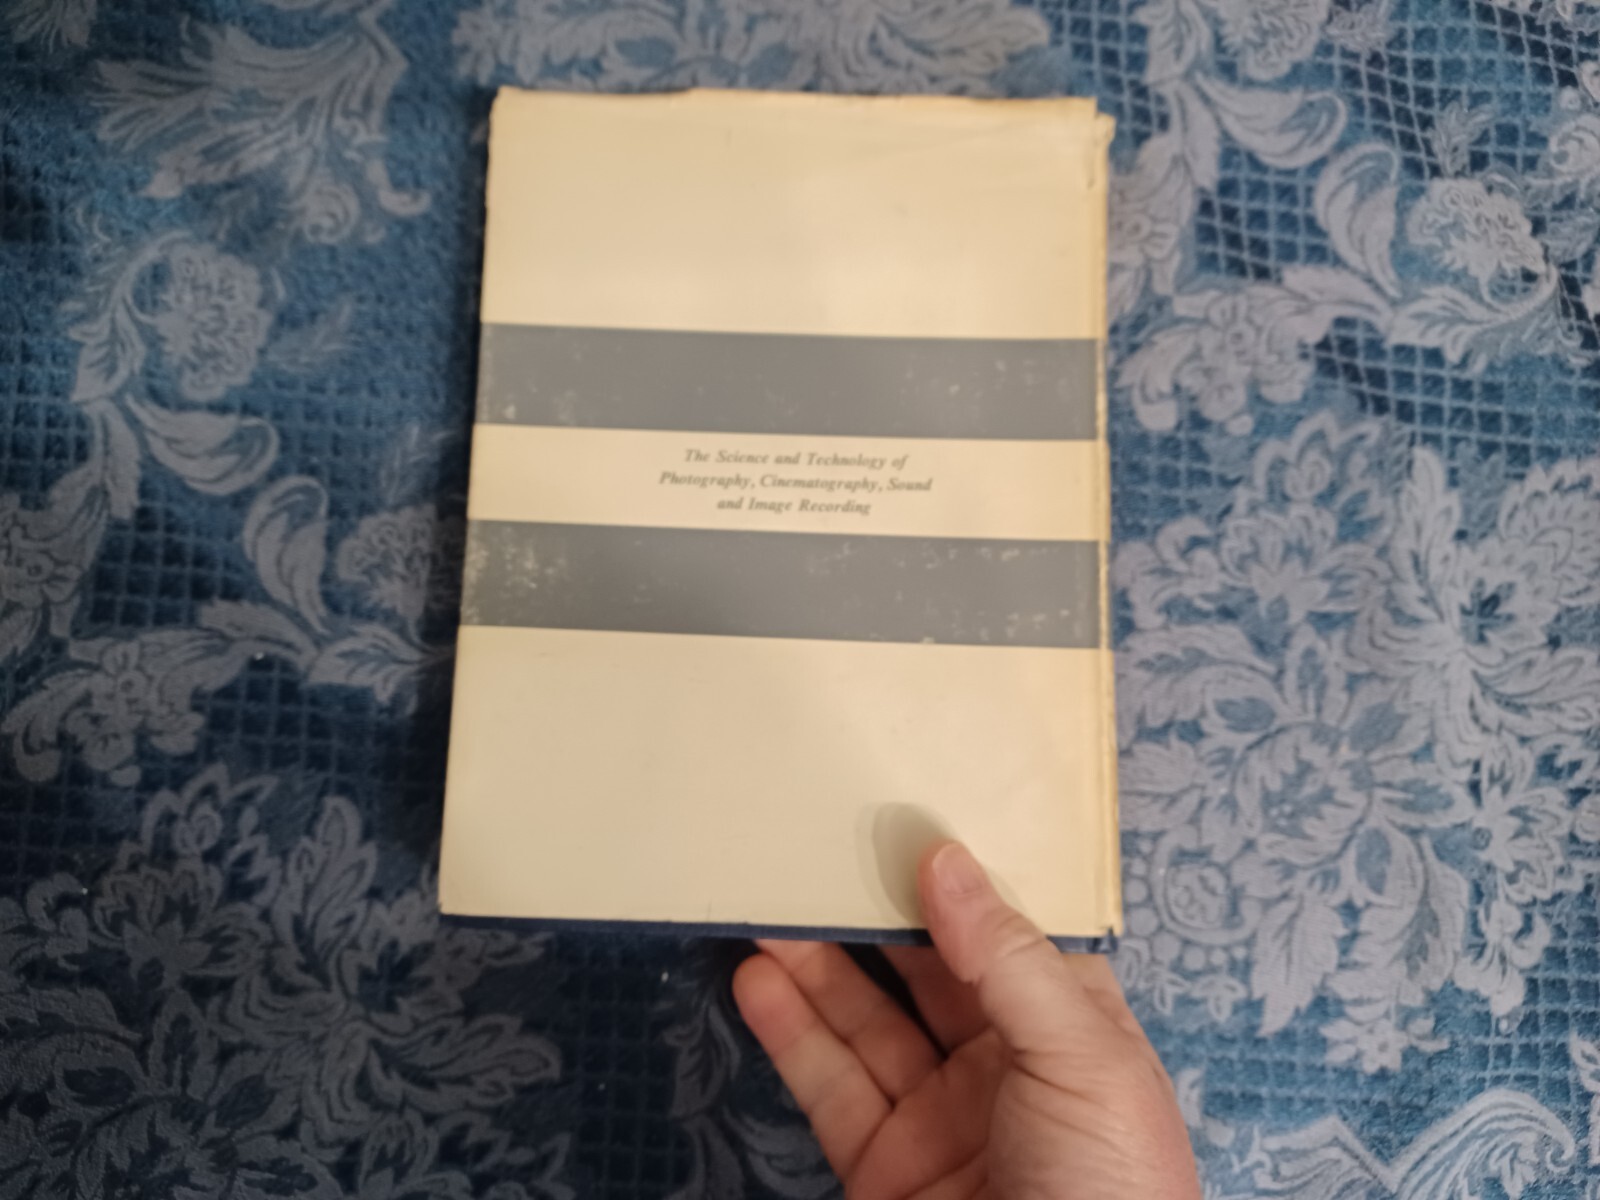 The Science and Technology of
Photography, Cinematography, Sound
and Image Recording